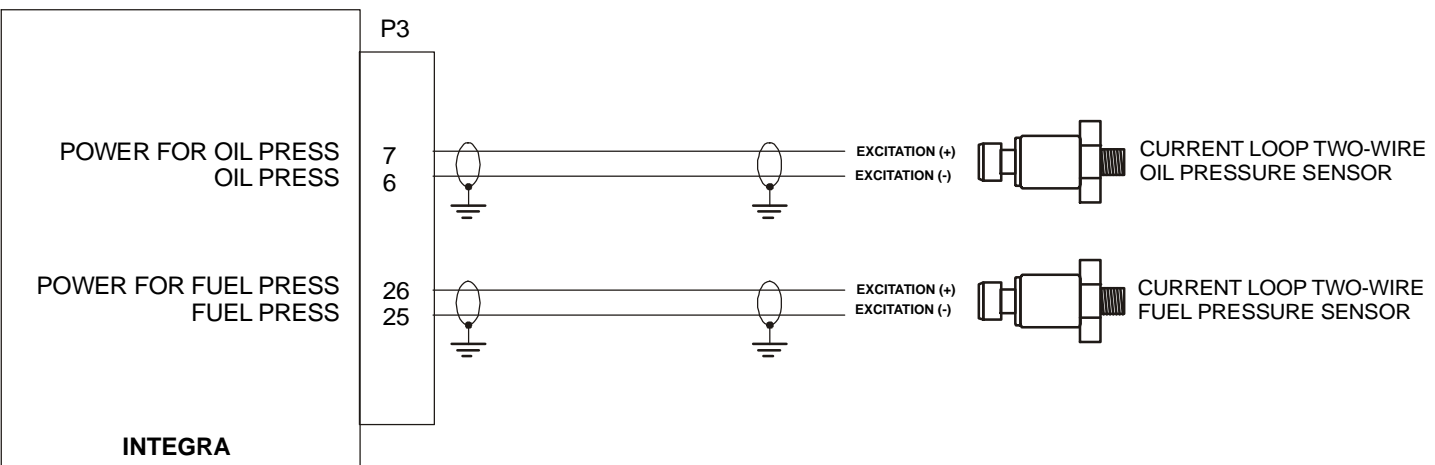 P3
POWER FOR OIL PRESS
OIL PRESS
7
6
EXCITATION (+)
EXCITATION (-)
CURRENT LOOP TWO-WIRE
OIL PRESSURE SENSOR
POWER FOR FUEL PRESS
FUEL PRESS
26
25
EXCITATION (+)
EXCITATION (-)
CURRENT LOOP TWO-WIRE
FUEL PRESSURE SENSOR
INTEGRA